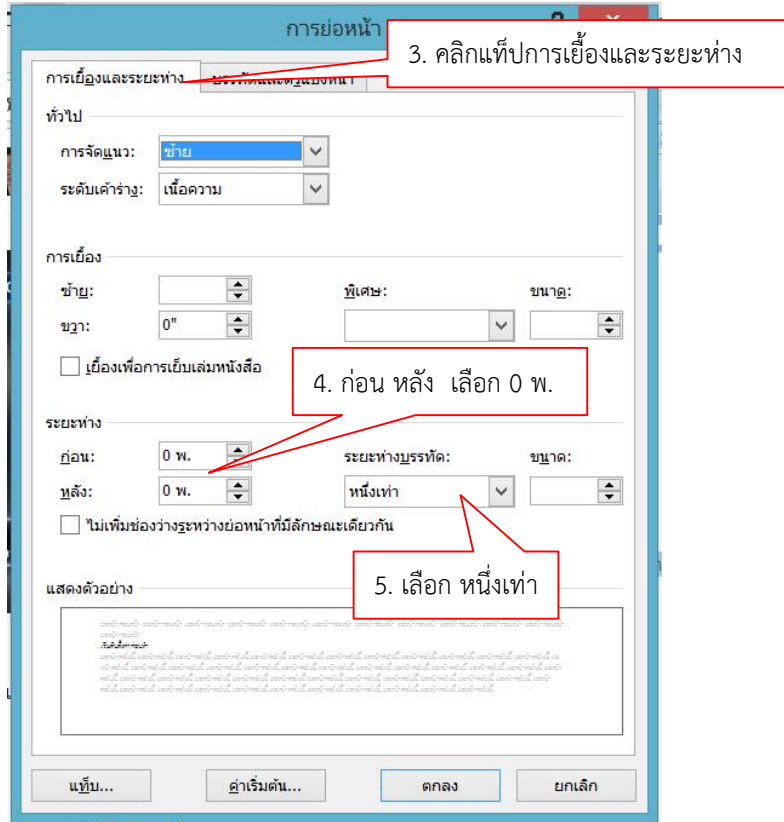 การย่อหน้า
3. คลิกแท็ปการเยื้องและระยะห่าง
การเยื้องและระยะห่าง
ทั่วไป
การจัดแนว: ซ้าย
ระดับเค้าร่าง: เนื้อความ
การเยื้อง
ซ้าย: พิเศษ: ขนาด:
ขวา: 0"
เยื้องเพื่อการเย็บเล่มหนังสือ
4. ก่อน หลัง เลือก 0 พ.
ระยะห่าง
ก่อน: 0 พ. ระยะห่างบรรทัด: ขนาด:
หลัง: 0 พ. หนึ่งเท่า
ไม่เพิ่มช่องว่างระหว่างย่อหน้าที่มีลักษณะเดียวกัน
5. เลือก หนึ่งเท่า
แสดงตัวอย่าง
แท็บ... ค่าเริ่มต้น... ตกลง ยกเลิก